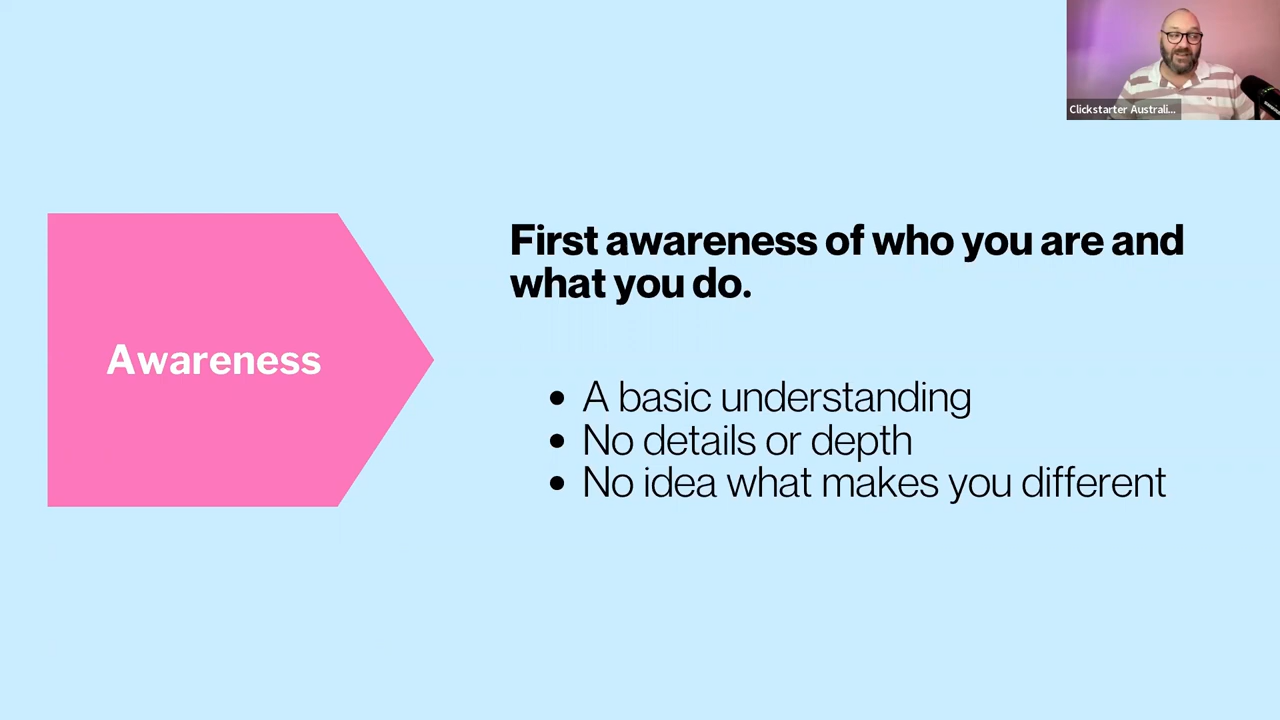 Clickstarter Australi...
First awareness of who you are and
what you do.
Awareness
• A basic understanding
• No details or depth
• No idea what makes you different